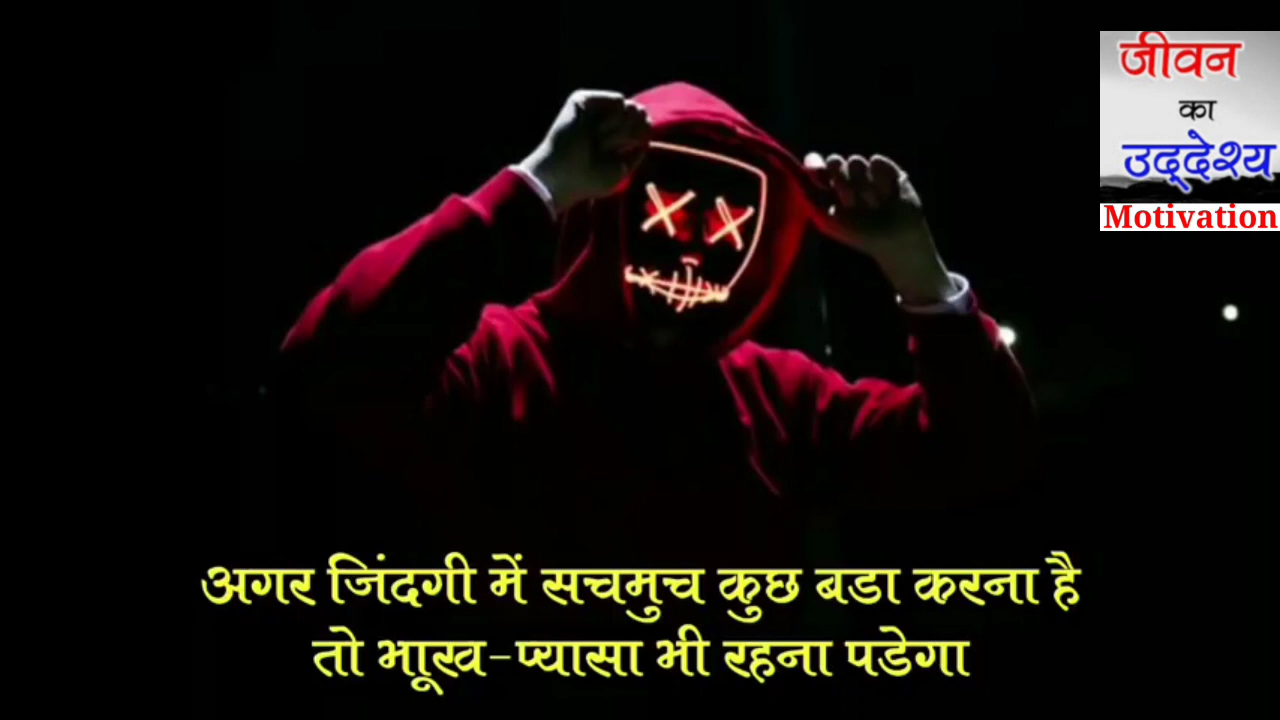 जीवन
का
उद्देश्य
Motivation
अगर जिंदगी में सचमुच कुछ बडा करना है
तो भाूख-प्यासा भी रहना पडेगा